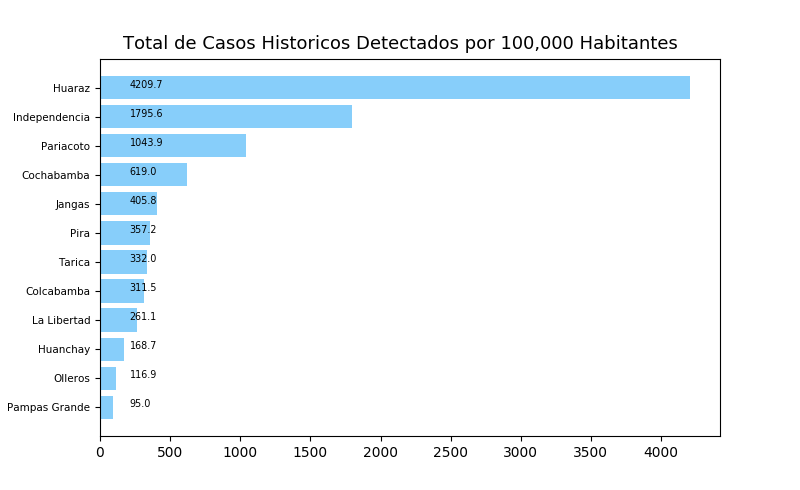 Total de Casos Historicos Detectados por 100,000 Habitantes
Huaraz 4209.7
Independencia 1795.6
Pariacoto 1043.9
Cochabamba 619.0
Jangas 405.8
Pira 357.2
Tarica 332.0
Colcabamba 311.5
La Libertad 261.1
Huanchay 168.7
Olleros 116.9
Pampas Grande 95.0
0 500 1000 1500 2000 2500 3000 3500 4000